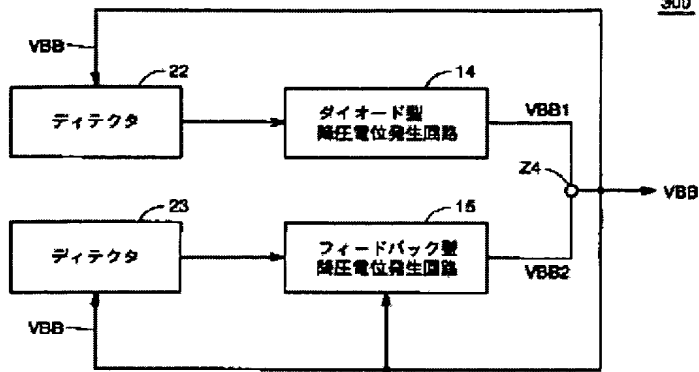 300
VBB
22
14
ディテクタ
ダイオード型
降圧電位発生回路
VBB1
Z4
VBB
23
15
ディテクタ
フィードバック型
降圧電位発生回路
VBB2
VBB